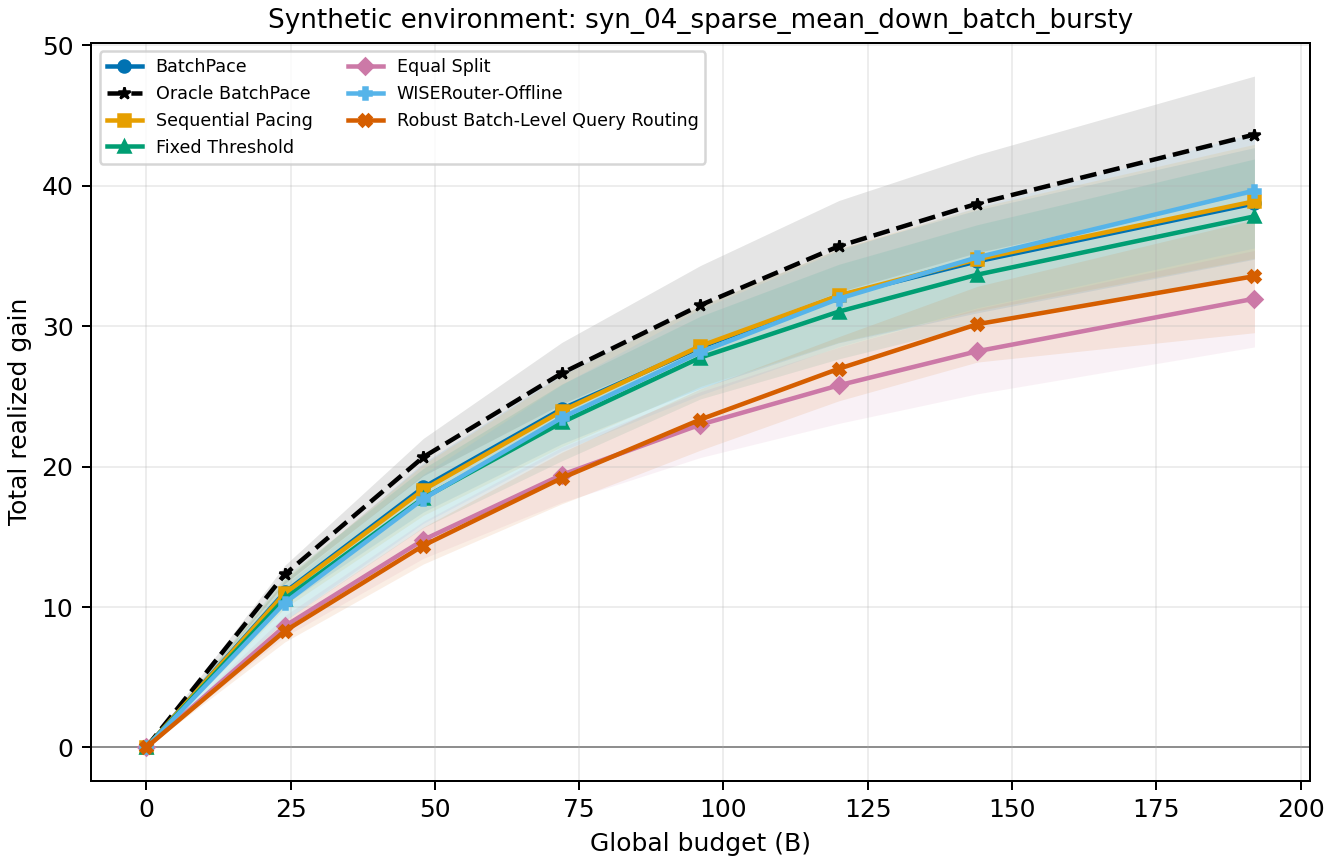 Synthetic environment: syn_04_sparse_mean_down_batch_bursty
BatchPace
Oracle BatchPace
Sequential Pacing
Fixed Threshold
Equal Split
WISERouter-Offline
Robust Batch-Level Query Routing
Total realized gain
50
40
30
20
10
0
0 25 50 75 100 125 150 175 200
Global budget (B)